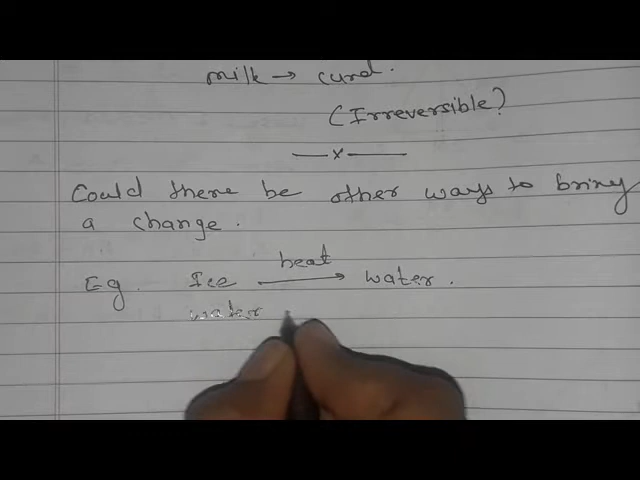 milk → curd.
(Irreversible)
—x—
Could there be other ways to bring
a change.
heat
Eg. Ice → water.
water